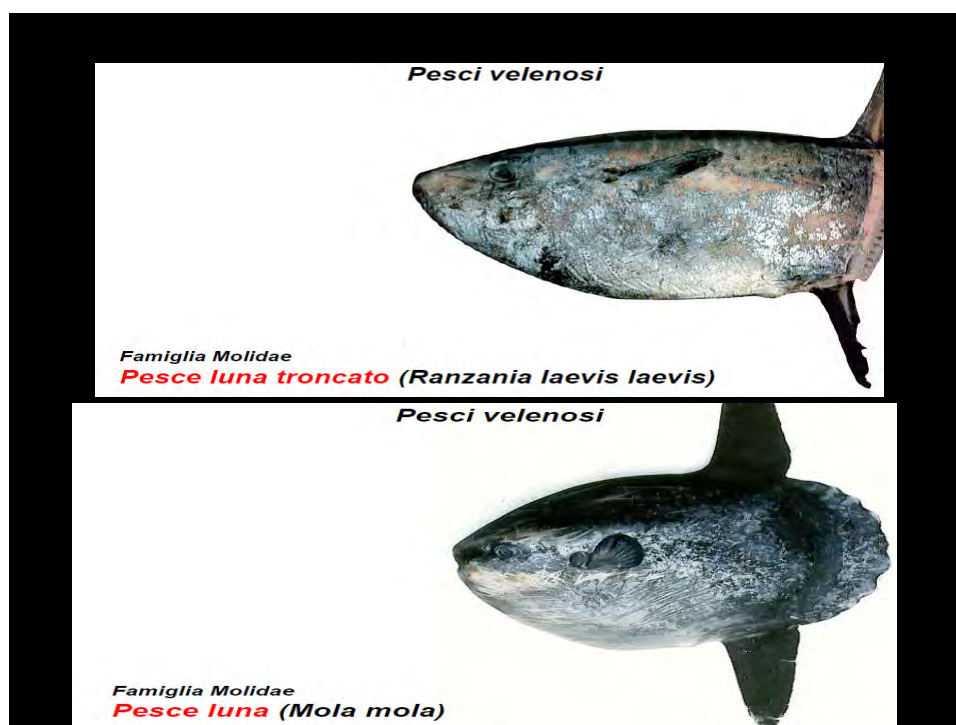 Pesci velenosi
Famiglia Molidae
Pesce luna troncato (Ranzania laevis laevis)
Pesci velenosi
Famiglia Molidae
Pesce luna (Mola mola)